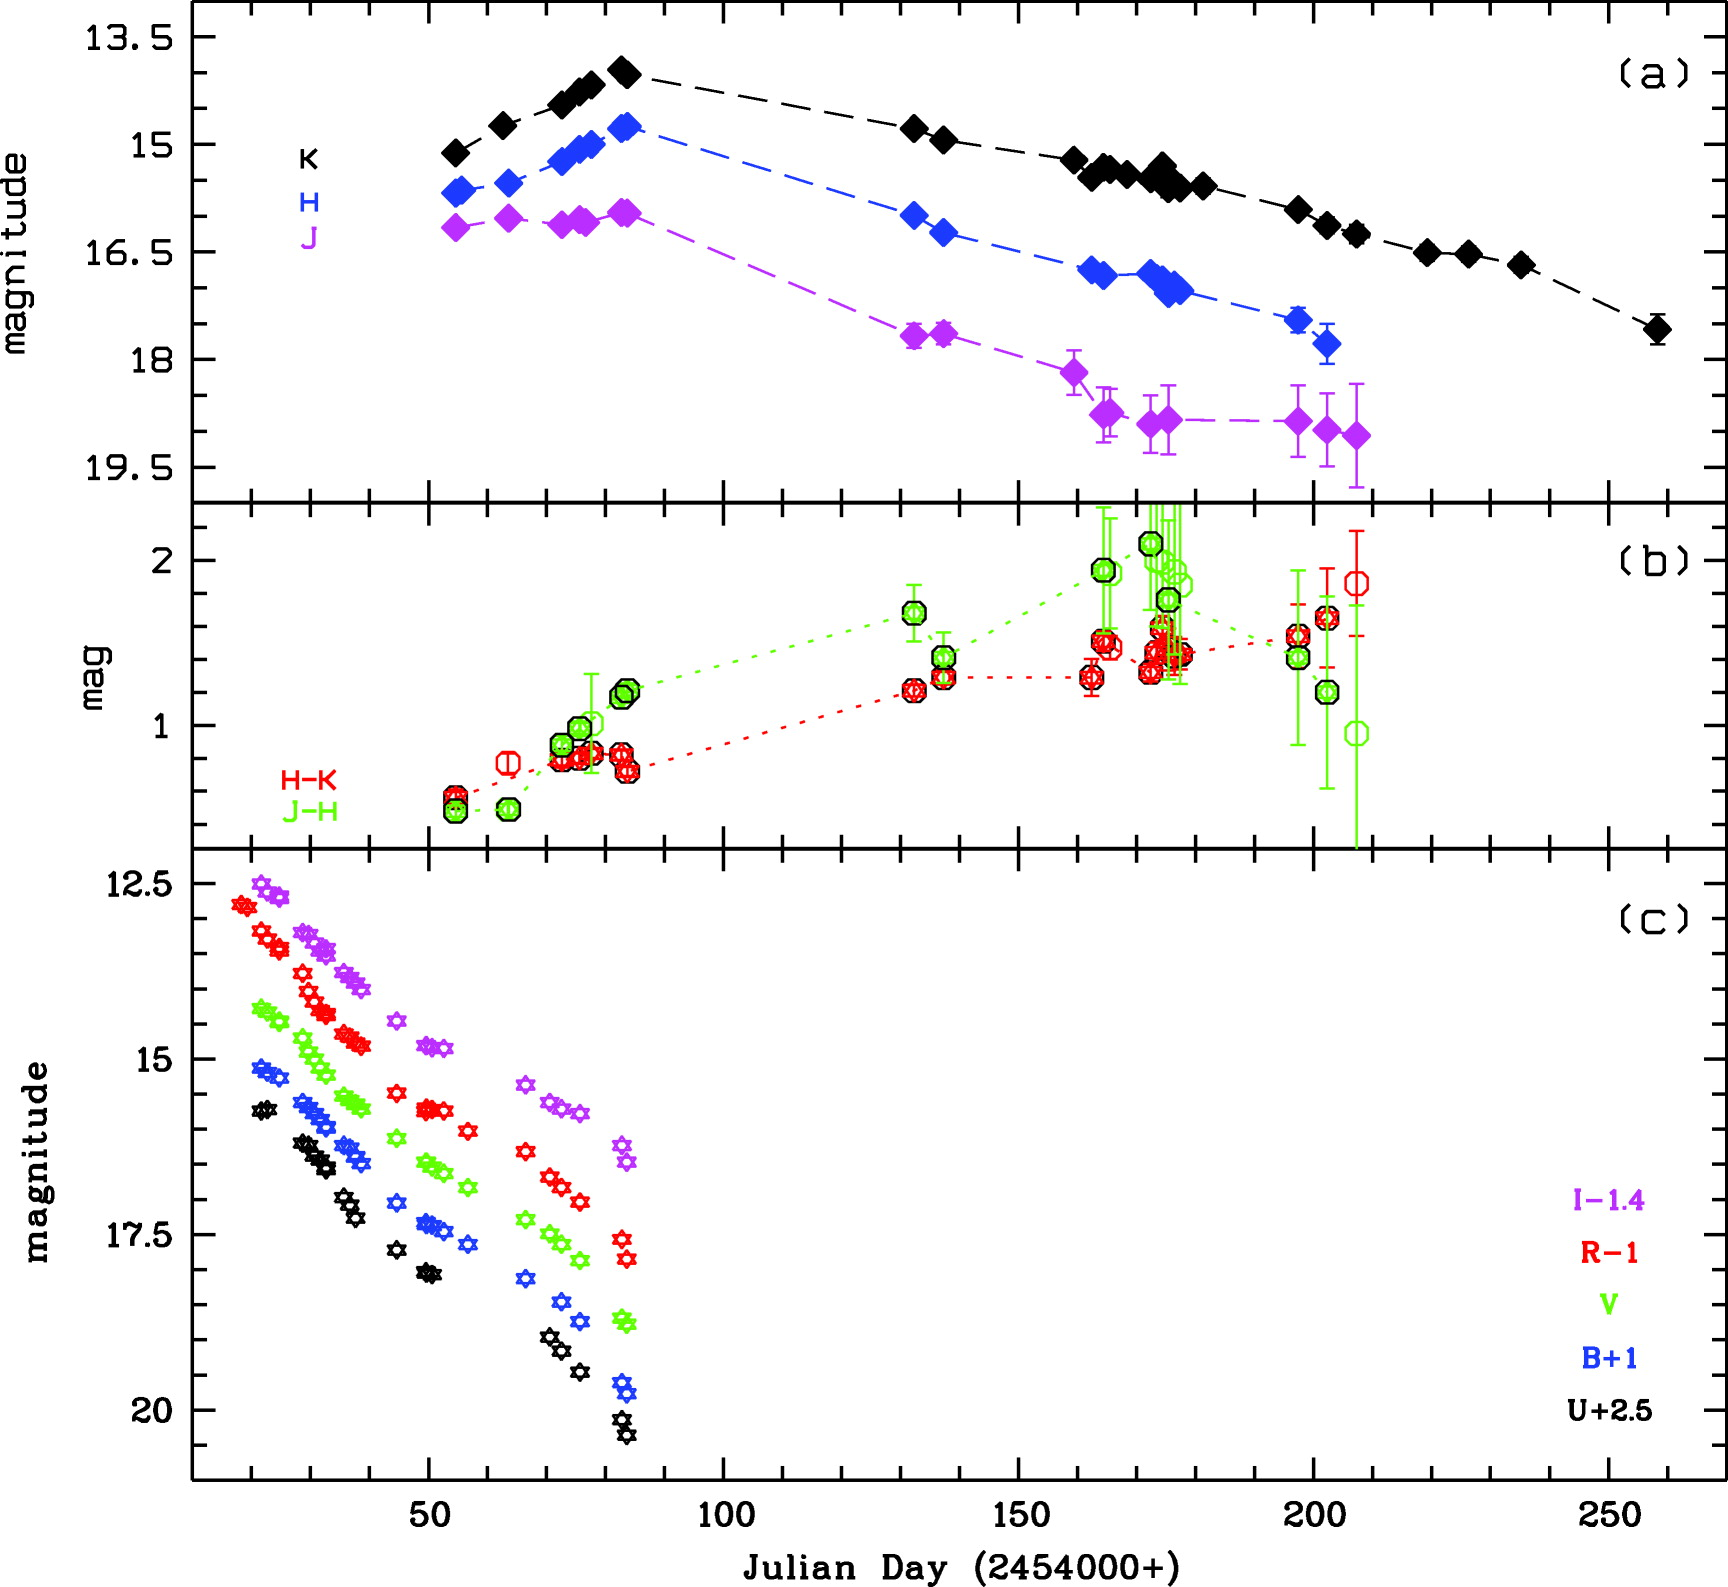 13.5
(a)
15
K
H
J
16.5
18
19.5
magnitude
2
(b)
1
mag
H-K
J-H
12.5
(c)
15
17.5
20
magnitude
I-1.4
R-1
V
B+1
U+2.5
50 100 150 200 250
Julian Day (2454000+)